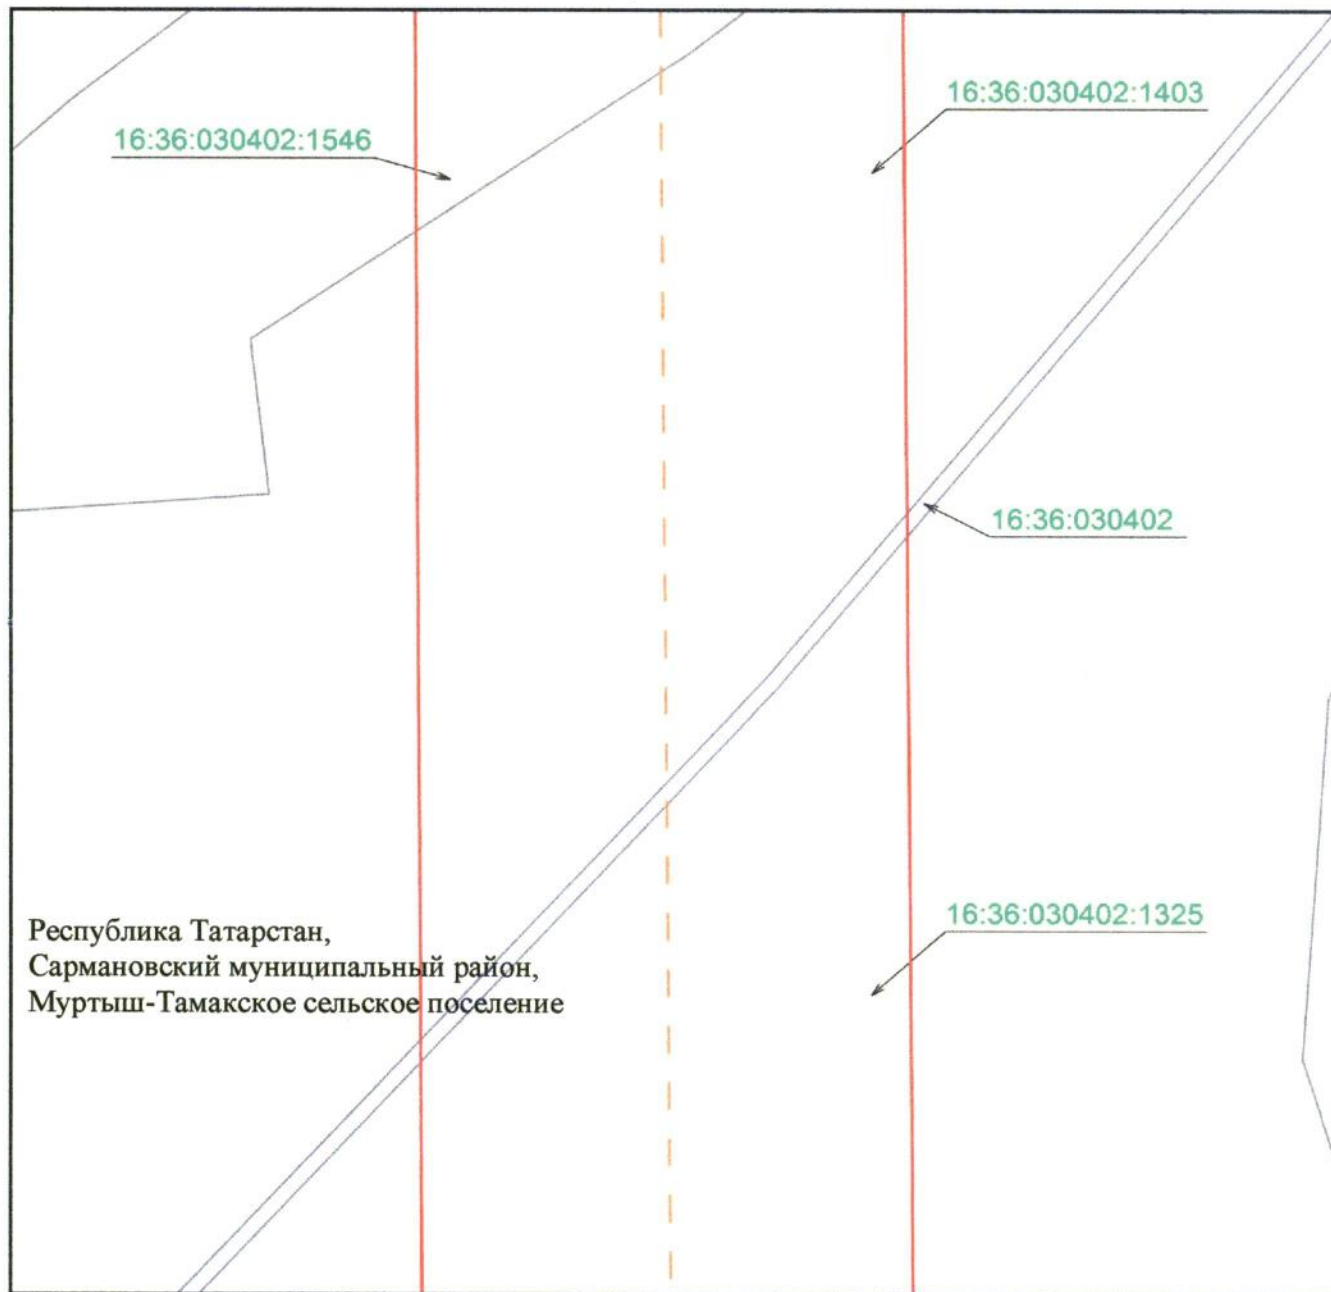 16:36:030402:1403
16:36:030402:1546
16:36:030402
16:36:030402:1325
Республика Татарстан,
Сармановский муниципальный район,
Муртыш-Тамакское сельское поселение